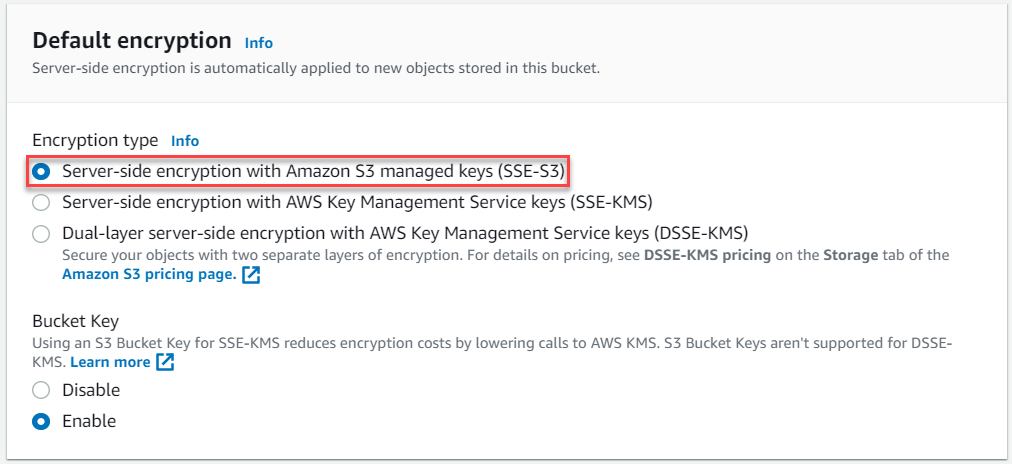 Default encryption Info
Server-side encryption is automatically applied to new objects stored in this bucket.
Encryption type Info
Server-side encryption with Amazon S3 managed keys (SSE-S3)
Server-side encryption with AWS Key Management Service keys (SSE-KMS)
Dual-layer server-side encryption with AWS Key Management Service keys (DSSE-KMS)
Secure your objects with two separate layers of encryption. For details on pricing, see DSSE-KMS pricing on the Storage tab of the
Amazon S3 pricing page.
Bucket Key
Using an S3 Bucket Key for SSE-KMS reduces encryption costs by lowering calls to AWS KMS. S3 Bucket Keys aren't supported for DSSE-
KMS. Learn more
Disable
Enable